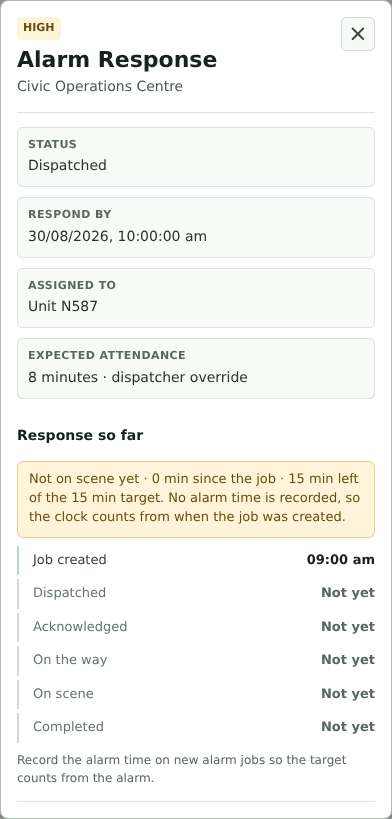 HIGH
Alarm Response
Civic Operations Centre
STATUS
Dispatched
RESPOND BY
30/08/2026, 10:00:00 am
ASSIGNED TO
Unit N587
EXPECTED ATTENDANCE
8 minutes · dispatcher override
Response so far
Not on scene yet · 0 min since the job · 15 min left
of the 15 min target. No alarm time is recorded, so
the clock counts from when the job was created.
Job created 09:00 am
Dispatched Not yet
Acknowledged Not yet
On the way Not yet
On scene Not yet
Completed Not yet
Record the alarm time on new alarm jobs so the target
counts from the alarm.